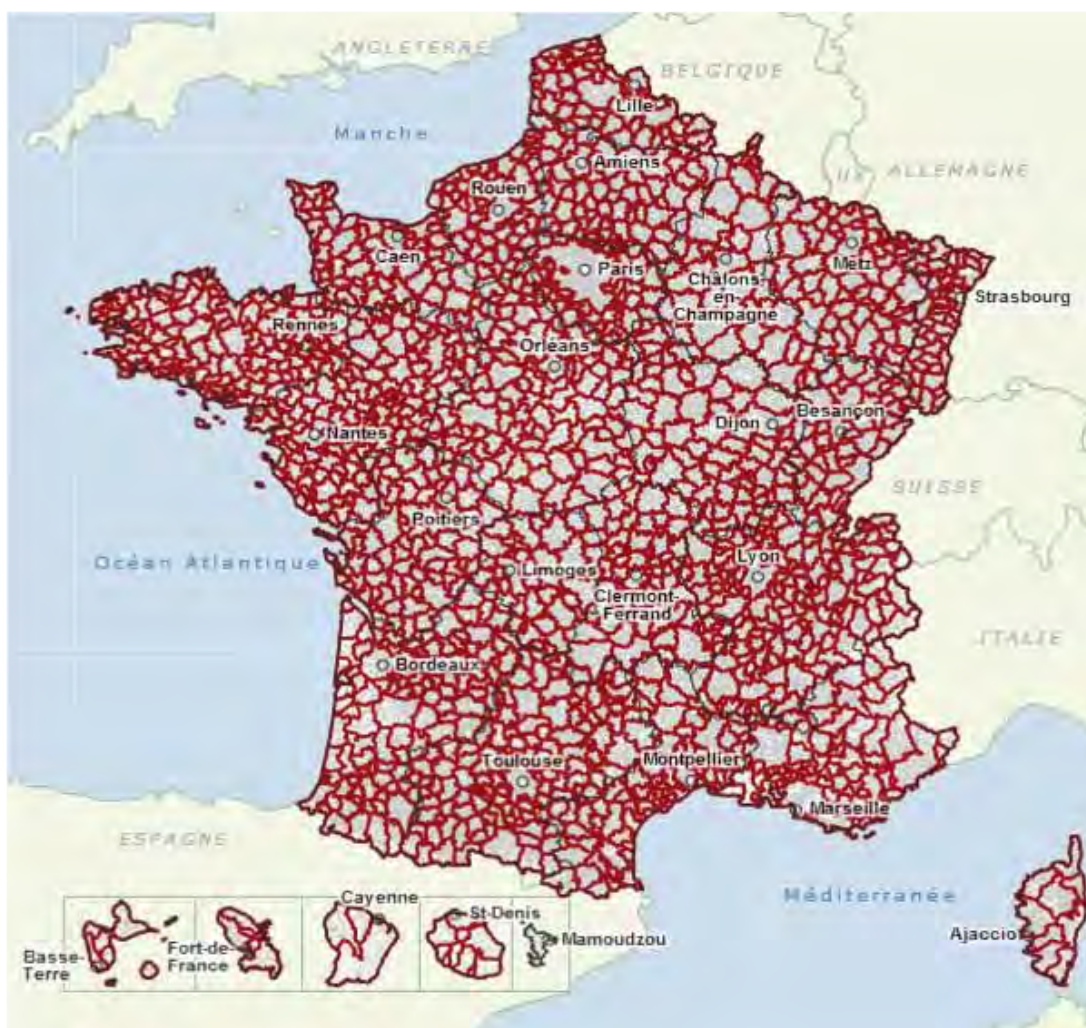 ANGLETERRE
BELGIQUE
Lille
Manche
Amiens
ALLEMAGNE
Rouen
Caen
Paris
Châlons-
en-
Champagne
Metz
Strasbourg
Rennes
Orléans
Besançon
Dijon
Nantes
SUISSE
Poitiers
Océan Atlantique
Limoges
Lyon
Clermont-
Ferrand
ITALIE
Bordeaux
Toulouse
Montpellier
Marseille
ESPAGNE
Méditerranée
Cayenne
St-Denis
Mamoudzou
Ajaccio
Basse-
Terre
Fort-de-
France